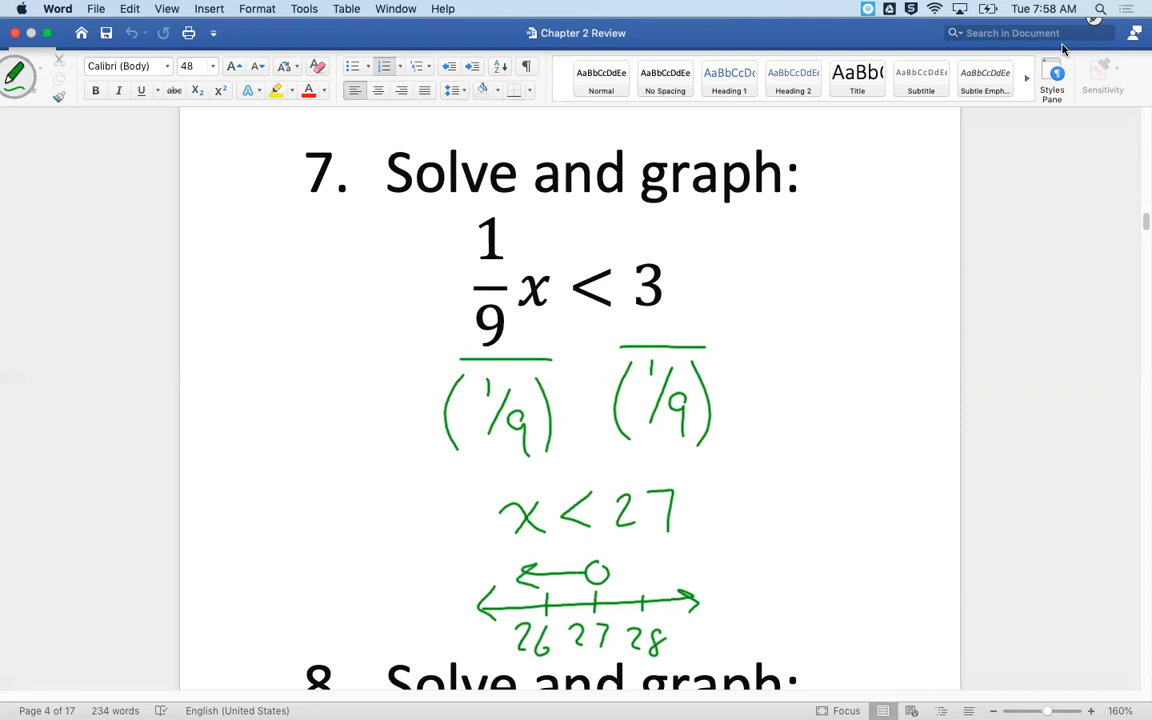 Word File Edit View Insert Format Tools Table Window Help Tue 7:58 AM
Chapter 2 Review Search in Document
Calibri (Body) 48 AaBbCcDdEe AaBbCcDdEe AaBbCcDc AaBbCcDdEe AaBb( AaBbCcDdEe AaBbCcDdEe
B I U abc X₂ X² A A Normal No Spacing Heading 1 Heading 2 Title Subtitle Subtle Emph... Styles Pane Sensitivity
7. Solve and graph:
1/9 x < 3
(1/9) (1/9)
x < 27
26 27 28
8. Solve and graph:
Page 4 of 17 234 words English (United States) Focus 160%